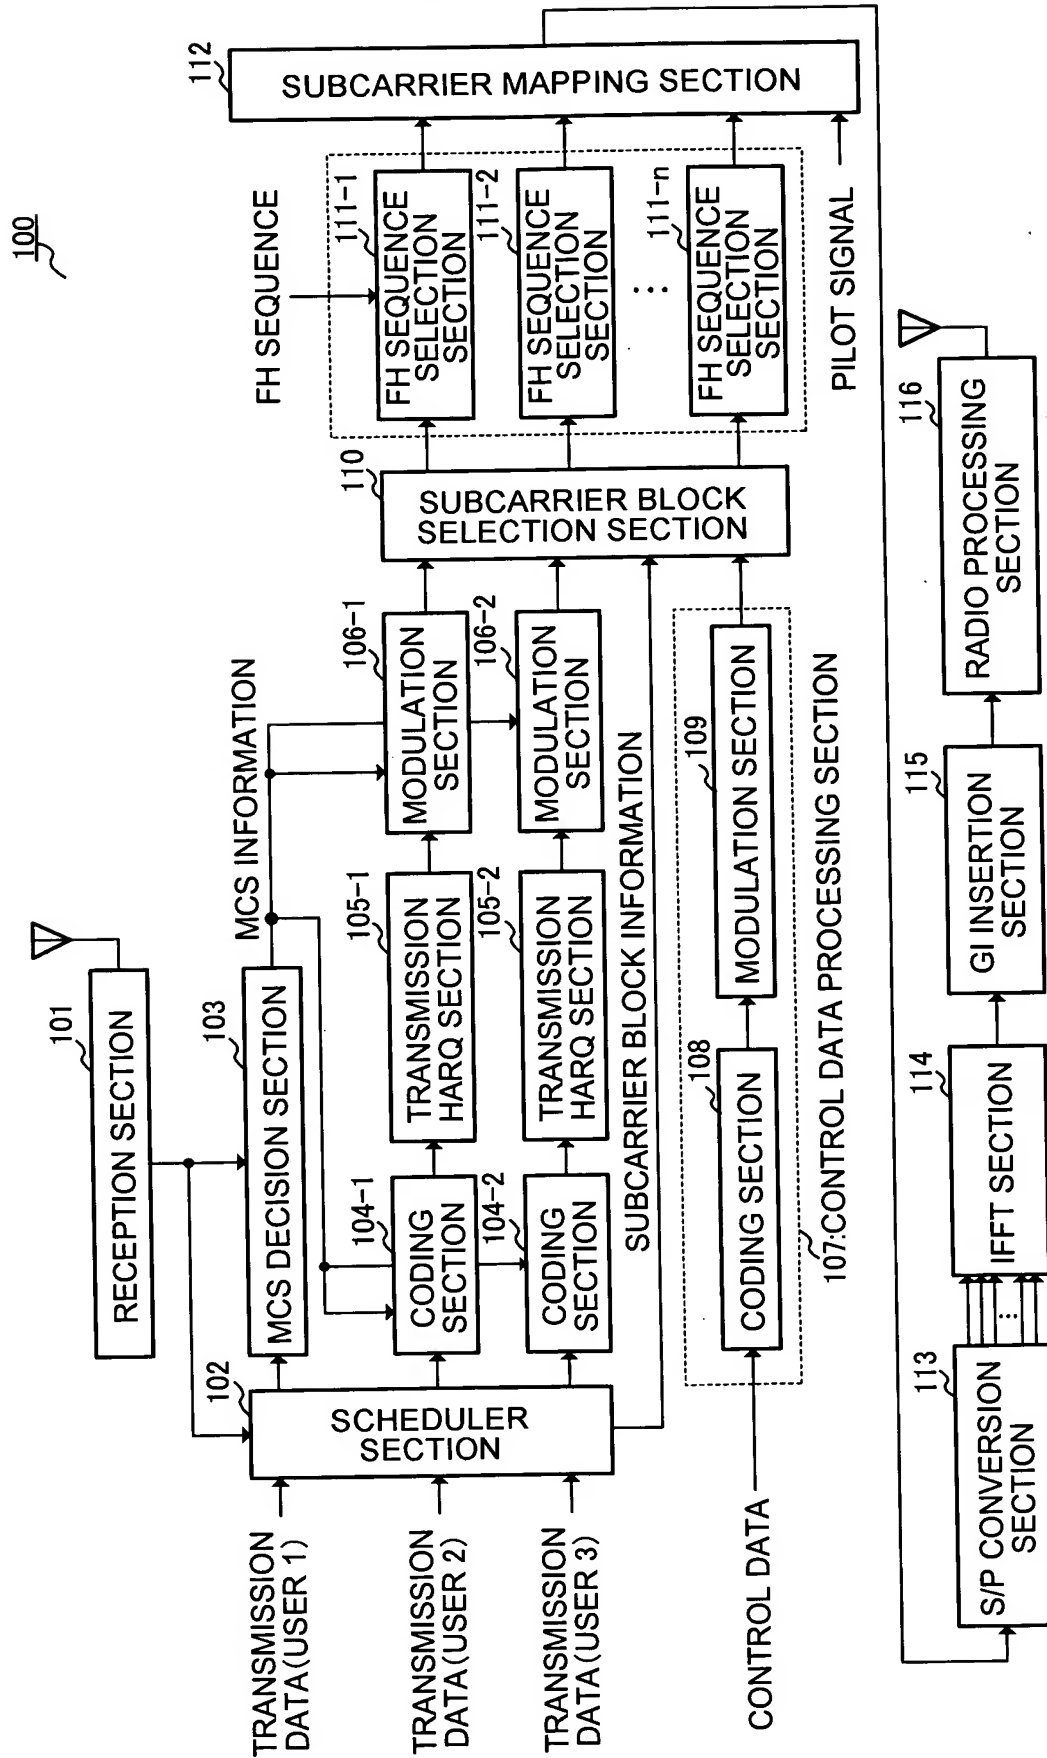 100
101
RECEPTION SECTION
103
MCS DECISION SECTION
MCS INFORMATION
102
SCHEDULER
SECTION
TRANSMISSION
DATA(USER 1)
TRANSMISSION
DATA(USER 2)
TRANSMISSION
DATA(USER 3)
104-1
CODING
SECTION
104-2
CODING
SECTION
105-1
TRANSMISSION
HARQ SECTION
105-2
TRANSMISSION
HARQ SECTION
106-1
MODULATION
SECTION
106-2
MODULATION
SECTION
SUBCARRIER BLOCK INFORMATION
CONTROL DATA
108
CODING SECTION
109
MODULATION SECTION
107:CONTROL DATA PROCESSING SECTION
110
SUBCARRIER BLOCK
SELECTION SECTION
FH SEQUENCE
111-1
FH SEQUENCE
SELECTION
SECTION
111-2
FH SEQUENCE
SELECTION
SECTION
...
111-n
FH SEQUENCE
SELECTION
SECTION
112
SUBCARRIER MAPPING SECTION
PILOT SIGNAL
113
S/P CONVERSION
SECTION
...
114
IFFT SECTION
115
GI INSERTION
SECTION
116
RADIO PROCESSING
SECTION